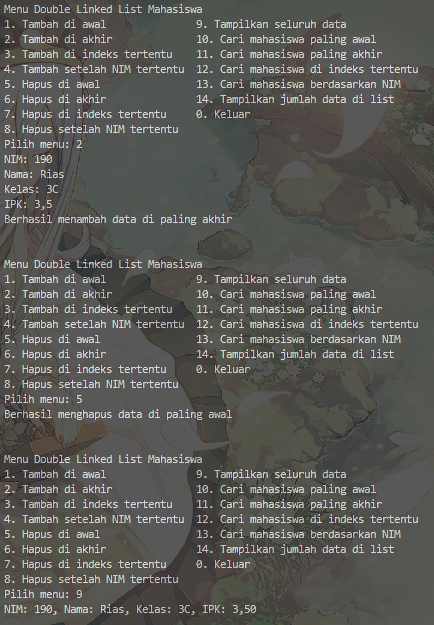 Menu Double Linked List Mahasiswa
1. Tambah di awal 9. Tampilkan seluruh data
2. Tambah di akhir 10. Cari mahasiswa paling awal
3. Tambah di indeks tertentu 11. Cari mahasiswa paling akhir
4. Tambah setelah NIM tertentu 12. Cari mahasiswa di indeks tertentu
5. Hapus di awal 13. Cari mahasiswa berdasarkan NIM
6. Hapus di akhir 14. Tampilkan jumlah data di list
7. Hapus di indeks tertentu 0. Keluar
8. Hapus setelah NIM tertentu
Pilih menu: 2
NIM: 190
Nama: Rias
Kelas: 3C
IPK: 3,5
Berhasil menambah data di paling akhir
Menu Double Linked List Mahasiswa
1. Tambah di awal 9. Tampilkan seluruh data
2. Tambah di akhir 10. Cari mahasiswa paling awal
3. Tambah di indeks tertentu 11. Cari mahasiswa paling akhir
4. Tambah setelah NIM tertentu 12. Cari mahasiswa di indeks tertentu
5. Hapus di awal 13. Cari mahasiswa berdasarkan NIM
6. Hapus di akhir 14. Tampilkan jumlah data di list
7. Hapus di indeks tertentu 0. Keluar
8. Hapus setelah NIM tertentu
Pilih menu: 5
Berhasil menghapus data di paling awal
Menu Double Linked List Mahasiswa
1. Tambah di awal 9. Tampilkan seluruh data
2. Tambah di akhir 10. Cari mahasiswa paling awal
3. Tambah di indeks tertentu 11. Cari mahasiswa paling akhir
4. Tambah setelah NIM tertentu 12. Cari mahasiswa di indeks tertentu
5. Hapus di awal 13. Cari mahasiswa berdasarkan NIM
6. Hapus di akhir 14. Tampilkan jumlah data di list
7. Hapus di indeks tertentu 0. Keluar
8. Hapus setelah NIM tertentu
Pilih menu: 9
NIM: 190, Nama: Rias, Kelas: 3C, IPK: 3,50